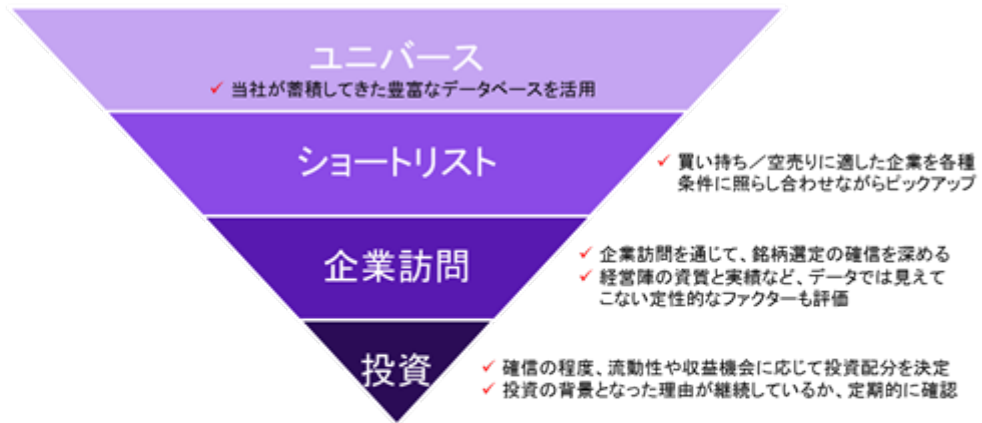 ユニバース
✓ 当社が蓄積してきた豊富なデータベースを活用
ショートリスト
✓ 買い持ち／空売りに適した企業を各種
条件に照らし合わせながらピックアップ
企業訪問
✓ 企業訪問を通じて、銘柄選定の確信を深める
✓ 経営陣の資質と実績など、データでは見えて
こない定性的なファクターも評価
投資
✓ 確信の程度、流動性や収益機会に応じて投資配分を決定
✓ 投資の背景となった理由が継続しているか、定期的に確認